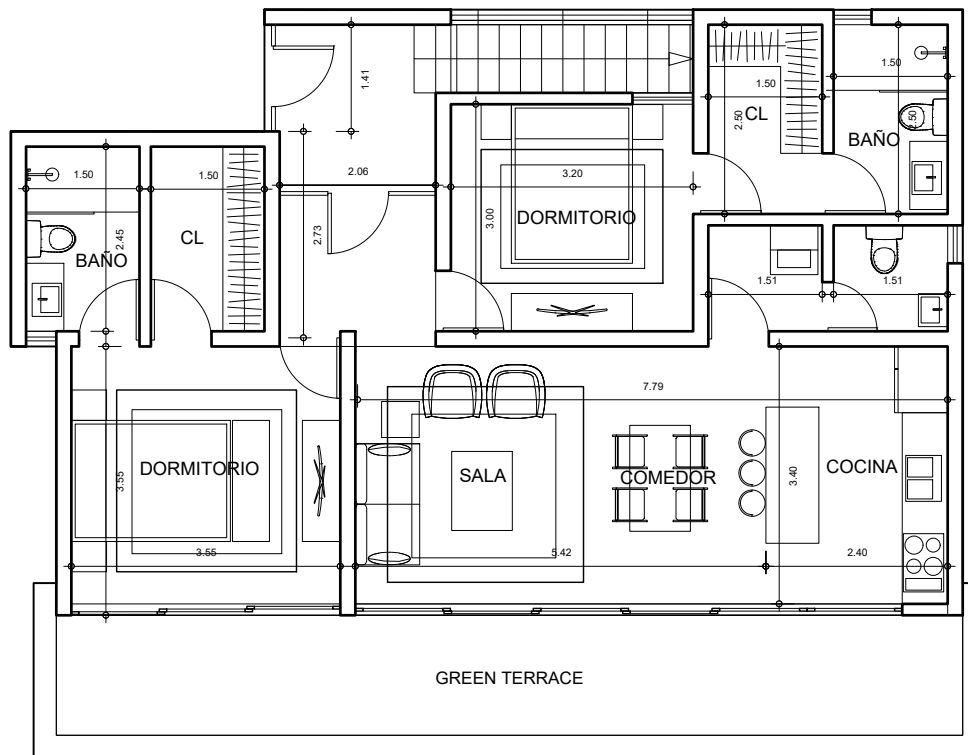 1.41
1.50
1.50
CL
2.50
2.50
BAÑO
1.50
1.50
2.06
3.20
CL
2.45
BAÑO
2.73
3.00
DORMITORIO
1.51
1.51
7.79
DORMITORIO
3.55
SALA
COMEDOR
3.40
COCINA
3.55
5.42
2.40
GREEN TERRACE